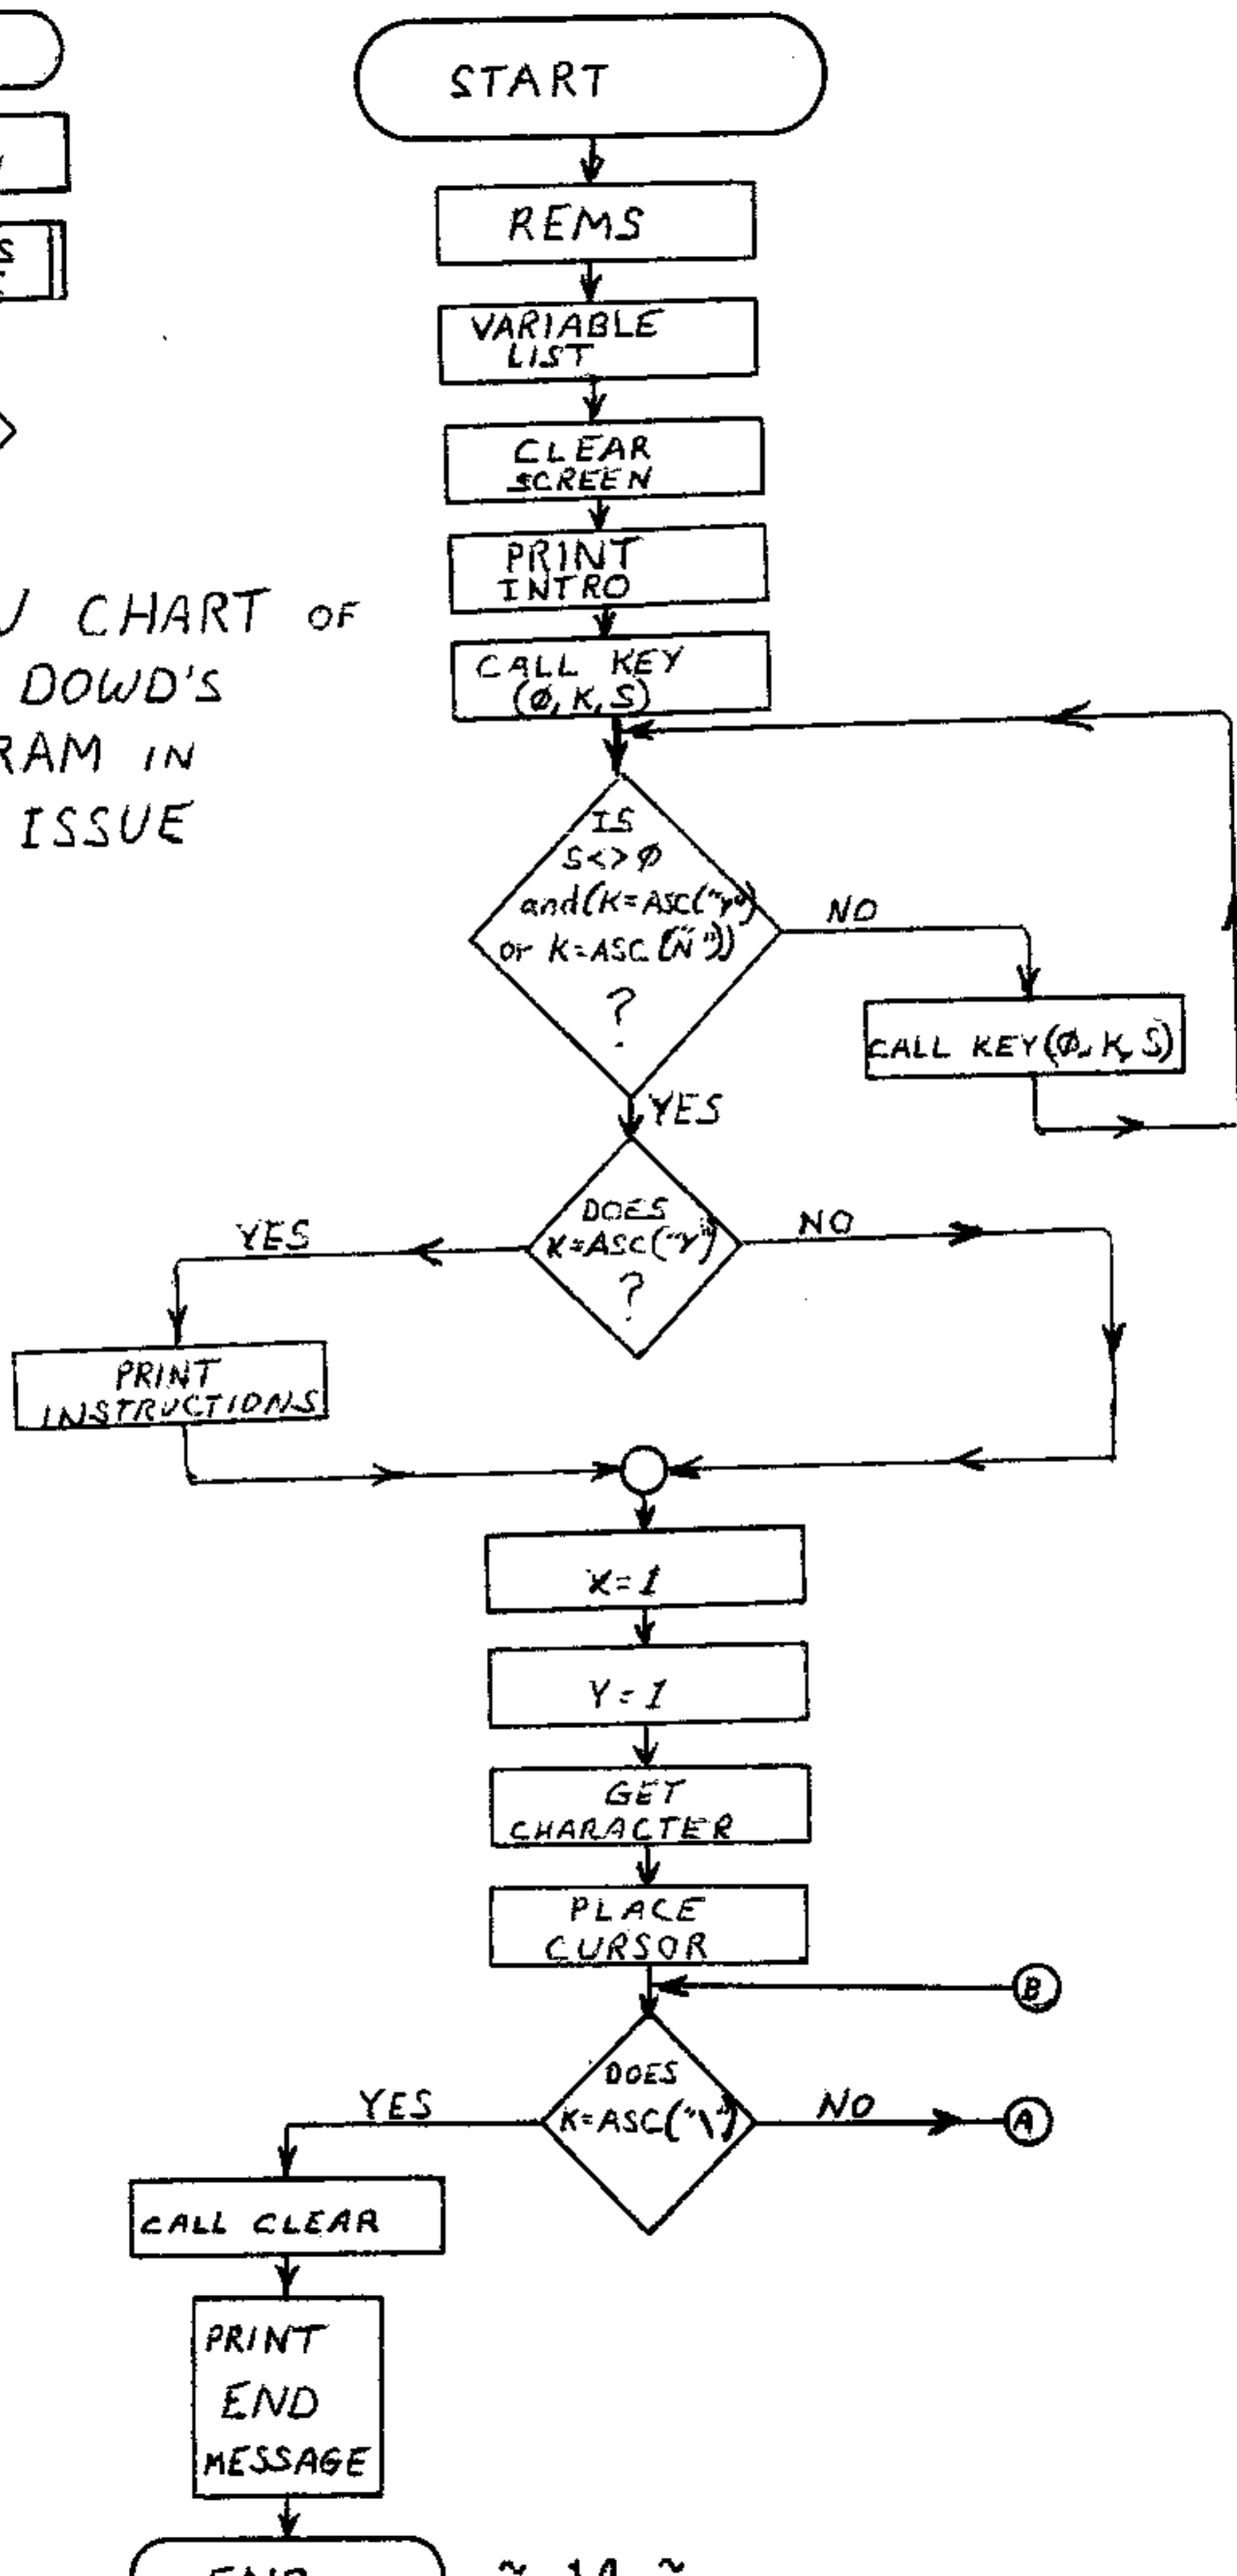 START
REMS
VARIABLE
LIST
CLEAR
SCREEN
PRINT
INTRO
CHART OF
DOWD'S
IN
ISSUE
CALL KEY
(Ø, K, S)
IS
S<>Ø
and(K=ASC("Y")
or K=ASC("N"))
?
NO
CALL KEY(Ø, K, S)
YES
DOES
K=ASC("Y")
?
YES
NO
PRINT
INSTRUCTIONS
X=1
Y=1
GET
CHARACTER
PLACE
CURSOR
B
DOES
K=ASC("\")
YES
NO
A
CALL CLEAR
PRINT
END
MESSAGE
END